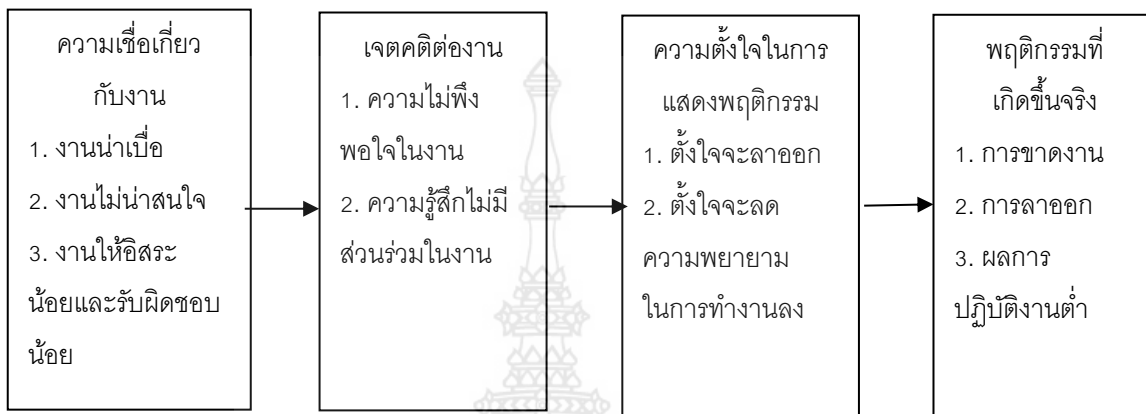 ความเชื่อเกี่ยว
กับงาน
1. งานน่าเบื่อ
2. งานไม่น่าสนใจ
3. งานให้อิสระ
น้อยและรับผิดชอบ
น้อย
เจตคติต่องาน
1. ความไม่พึง
พอใจในงาน
2. ความรู้สึกไม่มี
ส่วนร่วมในงาน
ความตั้งใจในการ
แสดงพฤติกรรม
1. ตั้งใจจะลาออก
2. ตั้งใจจะลด
ความพยายาม
ในการทำงานลง
พฤติกรรมที่
เกิดขึ้นจริง
1. การขาดงาน
2. การลาออก
3. ผลการ
ปฏิบัติงานต่ำ